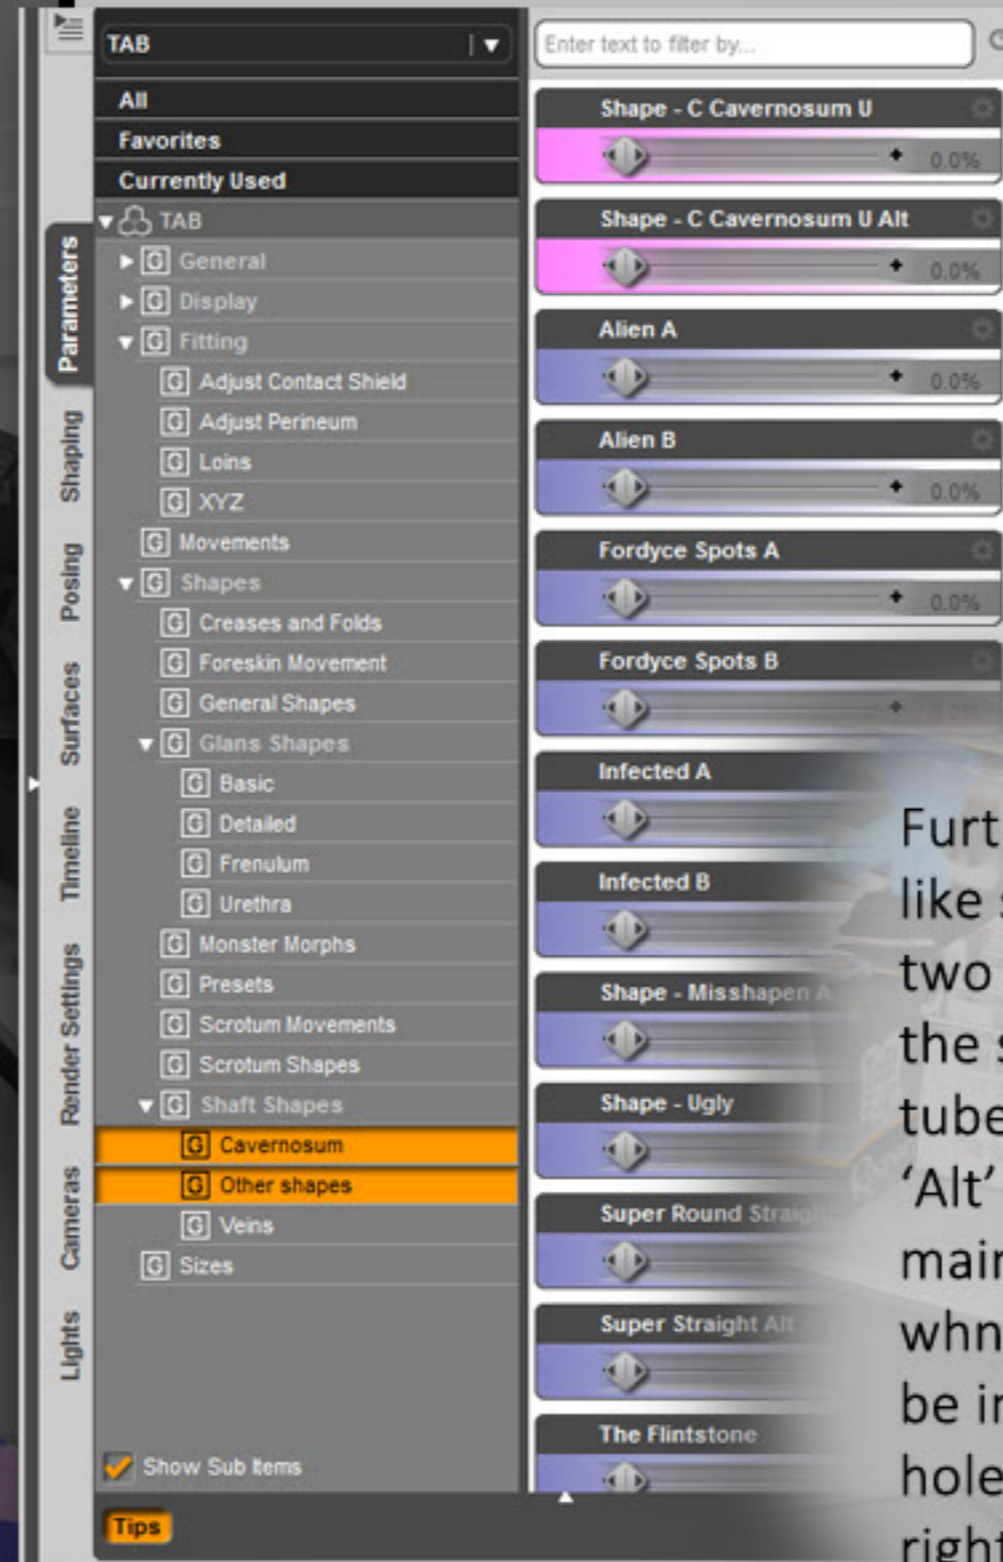 TAB
All
Favorites
Currently Used
TAB
General
Display
Fitting
Adjust Contact Shield
Adjust Perineum
Loins
XYZ
Movements
Shapes
Creases and Folds
Foreskin Movement
General Shapes
Glans Shapes
Basic
Detailed
Frenulum
Urethra
Monster Morphs
Presets
Scrotum Movements
Scrotum Shapes
Shaft Shapes
Cavernosum
Other shapes
Veins
Sizes
Show Sub Items
Tips
Parameters
Shaping
Posing
Surfaces
Timeline
Render Settings
Cameras
Lights
Enter text to filter by...
Shape - C Cavernosum U
0.0%
Shape - C Cavernosum U Alt
0.0%
Alien A
0.0%
Alien B
0.0%
Fordyce Spots A
0.0%
Fordyce Spots B
Infected A
Infected B
Shape - Misshapen A
Shape - Ugly
Super Round Straig
Super Straight Alt
The Flintstone
Furt
like s
two
the s
tube
‘Alt’
main
whn
be in
hole
right